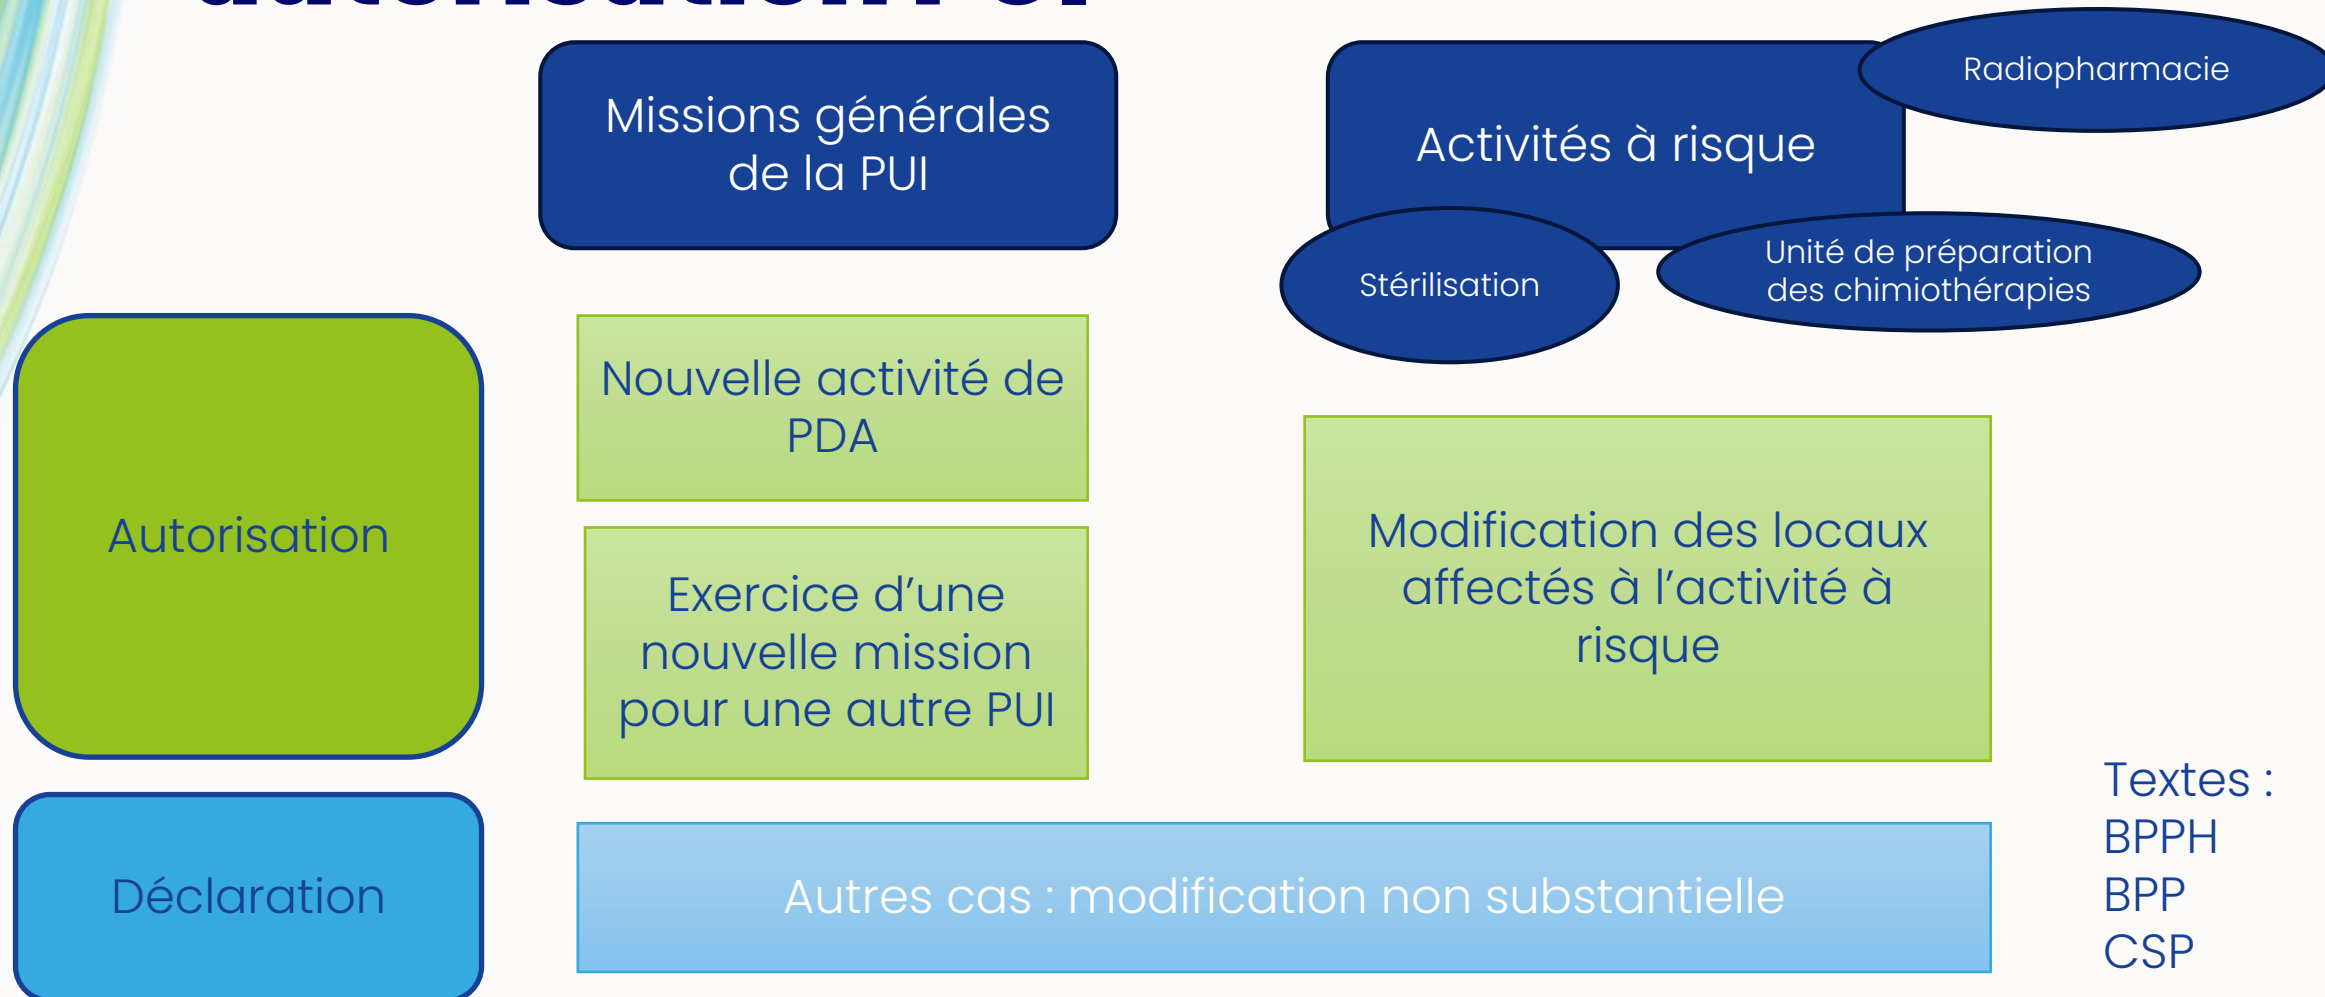 Missions générales
de la PUI
Activités à risque
Radiopharmacie
Stérilisation
Unité de préparation
des chimiothérapies
Autorisation
Nouvelle activité de
PDA
Exercice d’une
nouvelle mission
pour une autre PUI
Modification des locaux
affectés à l’activité à
risque
Déclaration
Autres cas : modification non substantielle
Textes :
BPPH
BPP
CSP